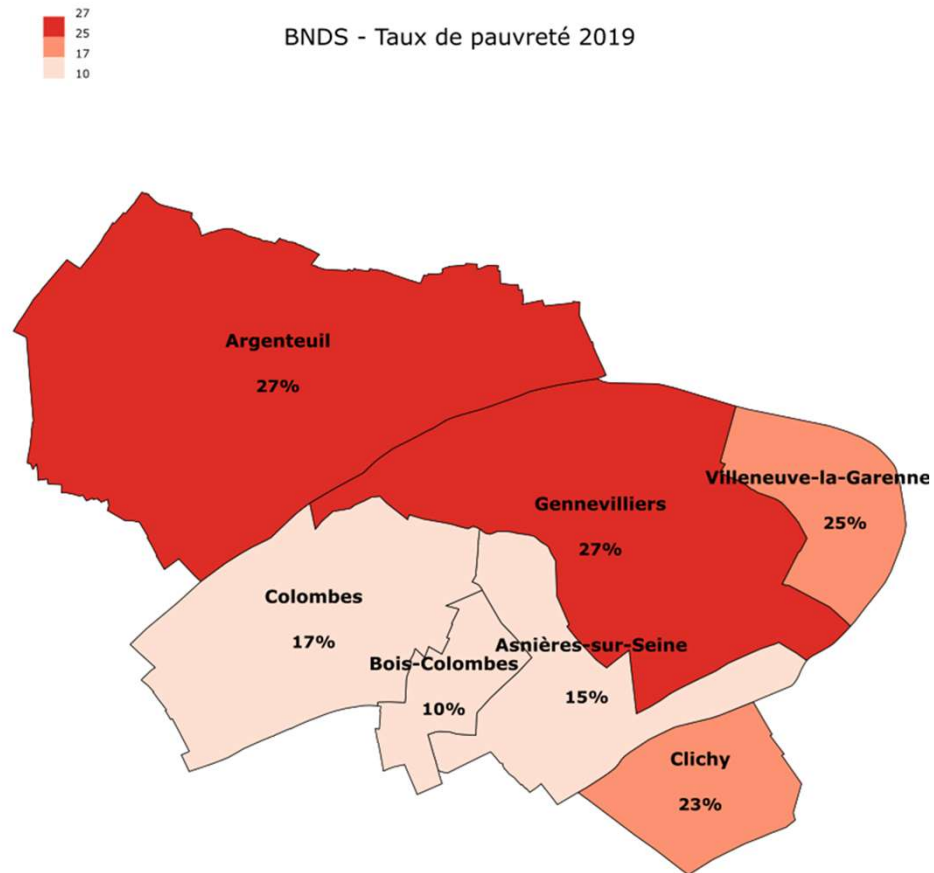 27
25
17
10
BNDS - Taux de pauvreté 2019
Argenteuil
27%
Villeneuve-la-Garenne
25%
Gennevilliers
27%
Colombes
17%
Asnières-sur-Seine
15%
Bois-Colombes
10%
Clichy
23%